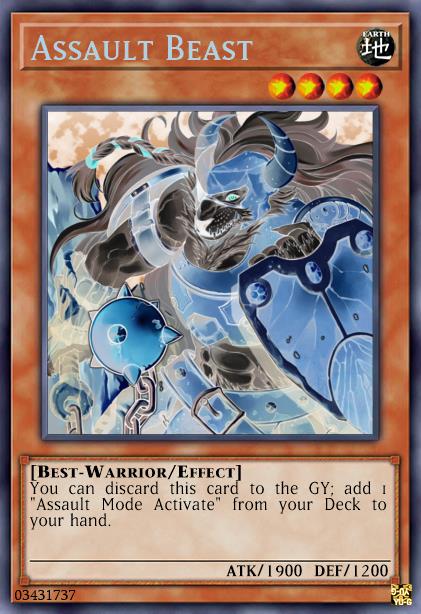 Assault Beast
EARTH
地
[Best-Warrior/Effect]
You can discard this card to the GY; add 1
"Assault Mode Activate" from your Deck to
your hand.
ATK/1900 DEF/1200
03431737